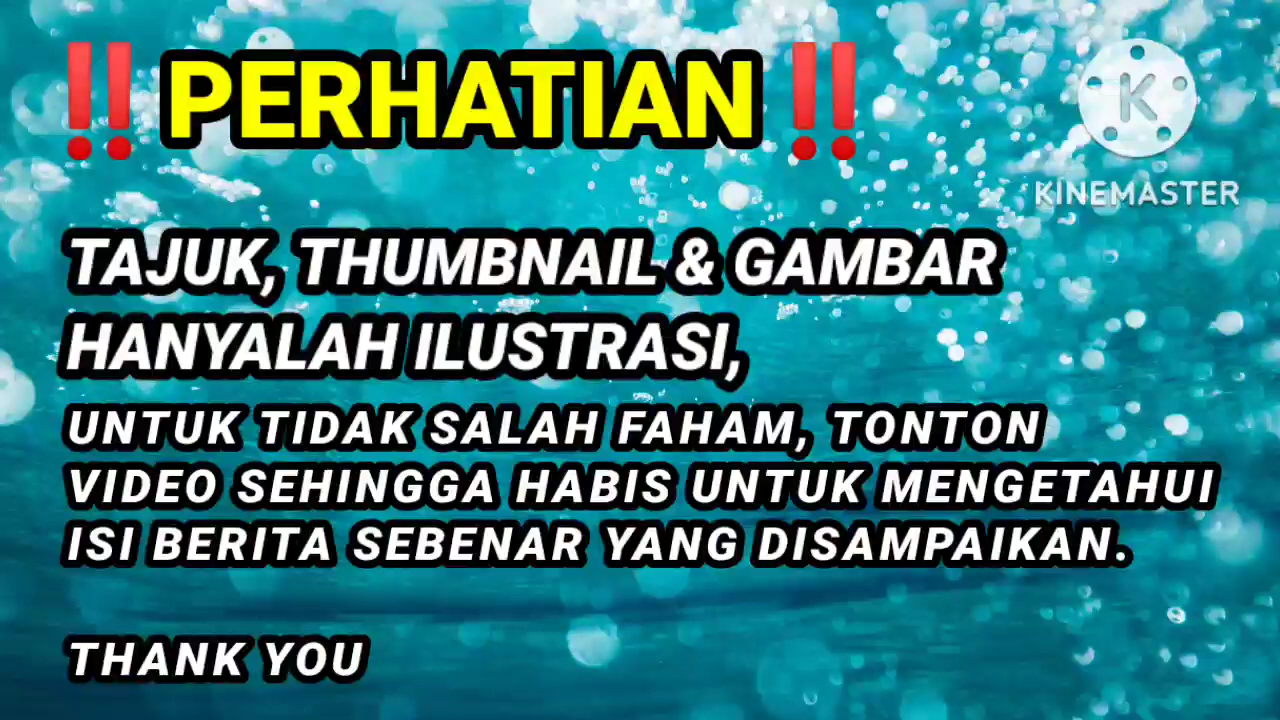 ‼PERHATIAN‼
KINEMASTER
TAJUK, THUMBNAIL & GAMBAR
HANYALAH ILUSTRASI,
UNTUK TIDAK SALAH FAHAM, TONTON
VIDEO SEHINGGA HABIS UNTUK MENGETAHUI
ISI BERITA SEBENAR YANG DISAMPAIKAN.
THANK YOU